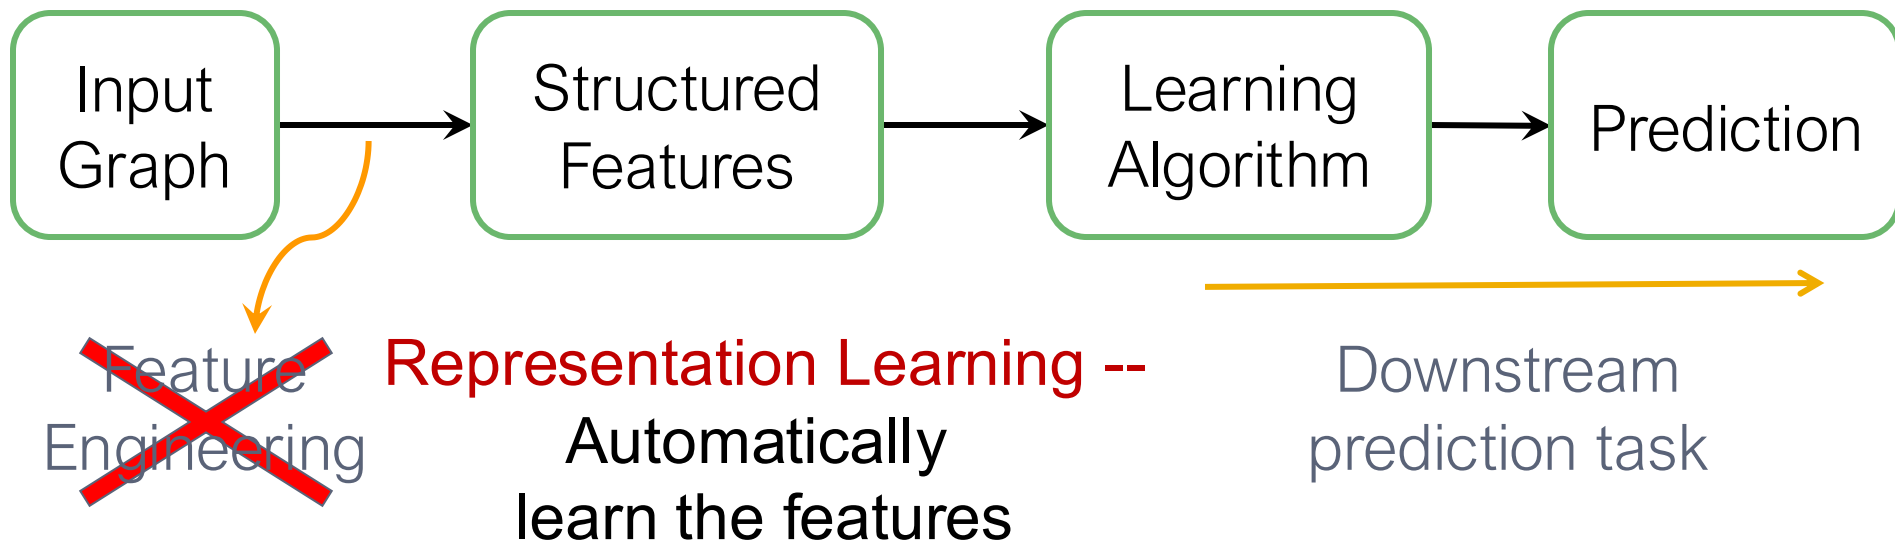 Input
Graph
Structured
Features
Learning
Algorithm
Prediction
Feature
Engineering
Representation Learning --
Automatically
learn the features
Downstream
prediction task